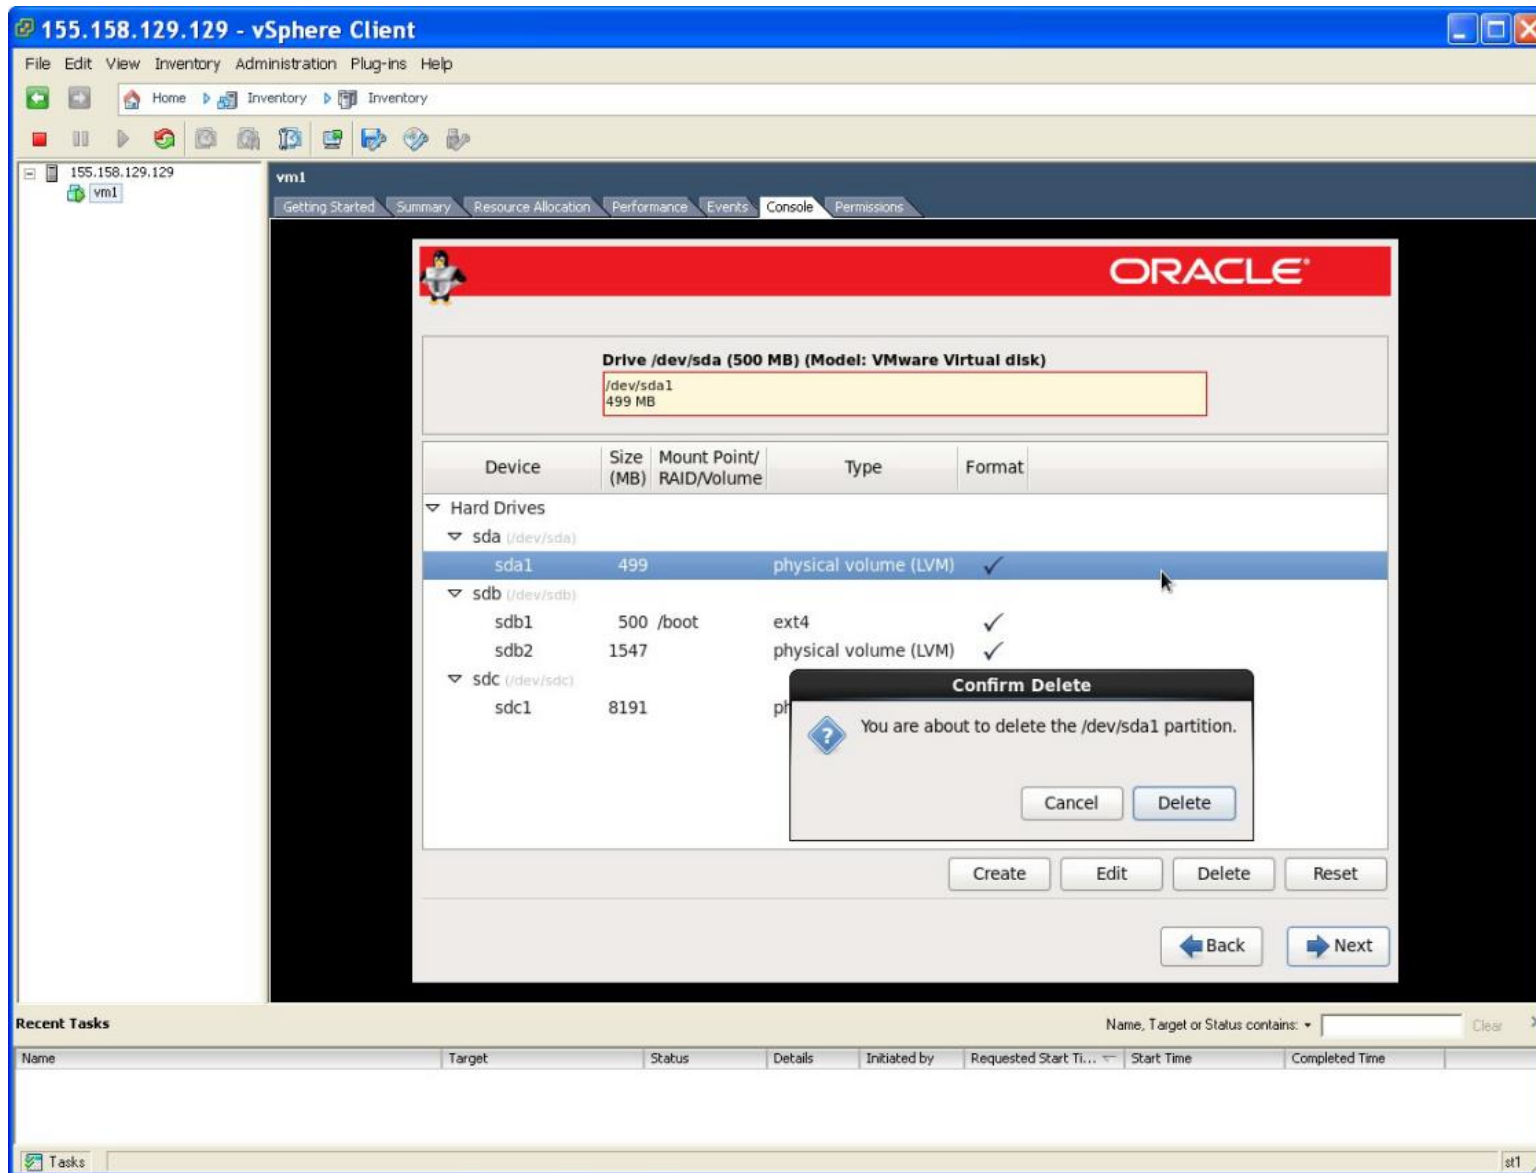 155.158.129.129 - vSphere Client
File Edit View Inventory Administration Plug-ins Help
Home Inventory Inventory
155.158.129.129
vm1
vm1
Getting Started Summary Resource Allocation Performance Events Console Permissions
ORACLE
Drive /dev/sda (500 MB) (Model: VMware Virtual disk)
/dev/sda1
499 MB
Device Size (MB) Mount Point/ RAID/Volume Type Format
Hard Drives
sda (/dev/sda)
sda1 499 physical volume (LVM) ✓
sdb (/dev/sdb)
sdb1 500 /boot ext4 ✓
sdb2 1547 physical volume (LVM) ✓
sdc (/dev/sdc)
sdc1 8191 ph
Confirm Delete
You are about to delete the /dev/sda1 partition.
Cancel Delete
Create Edit Delete Reset
Back Next
Recent Tasks Name, Target or Status contains: Clear
Name Target Status Details Initiated by Requested Start Ti... Start Time Completed Time
Tasks st1